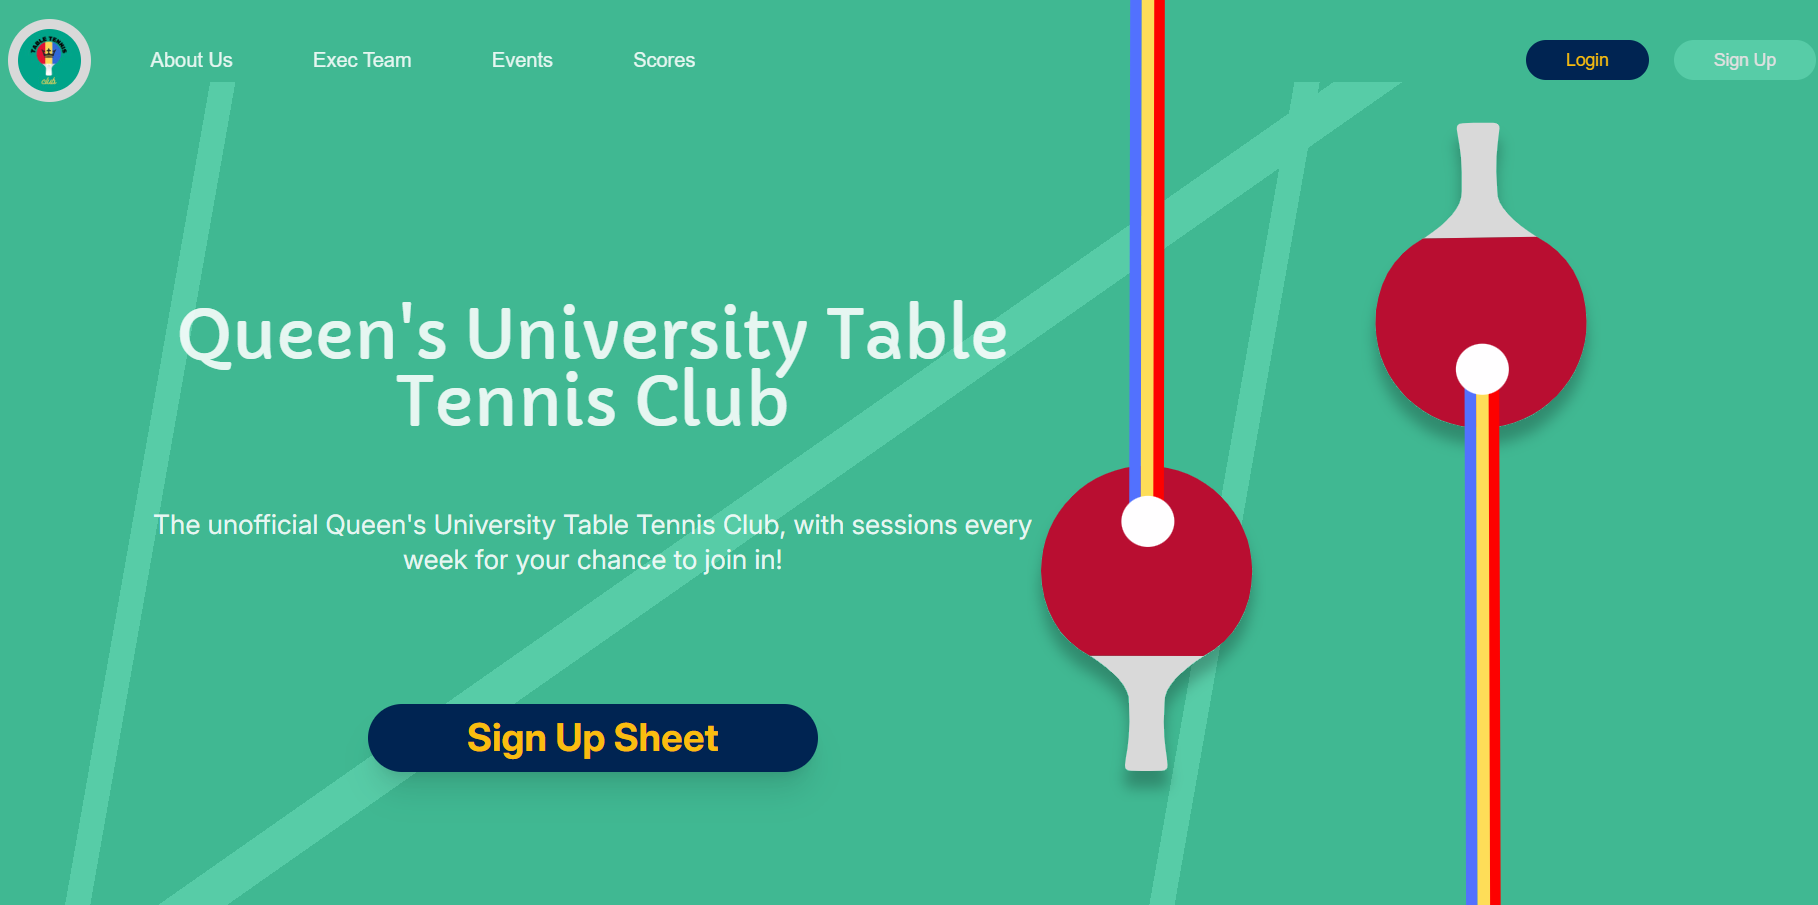 TABLE TENNIS
club
About Us
Exec Team
Events
Scores
Login
Sign Up
Queen's University Table
Tennis Club
The unofficial Queen's University Table Tennis Club, with sessions every
week for your chance to join in!
Sign Up Sheet